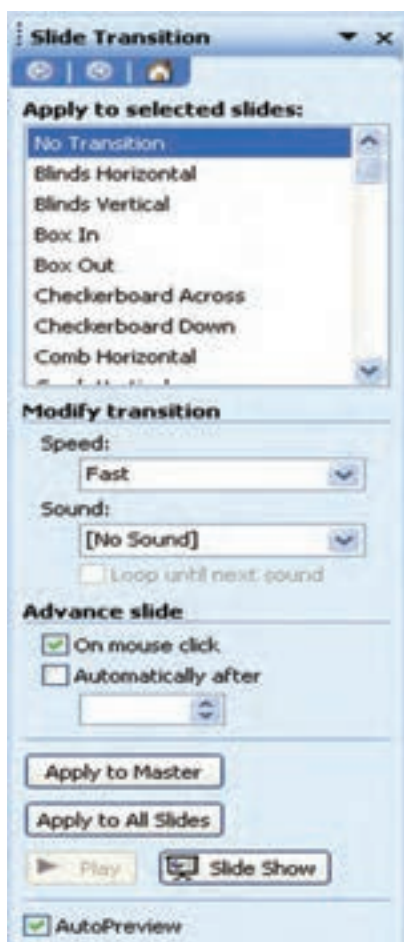 Slide Transition
Apply to selected slides:
No Transition
Blinds Horizontal
Blinds Vertical
Box In
Box Out
Checkerboard Across
Checkerboard Down
Comb Horizontal
Modify transition
Speed:
Fast
Sound:
[No Sound]
Loop until next sound
Advance slide
On mouse click
Automatically after
Apply to Master
Apply to All Slides
Play
Slide Show
AutoPreview